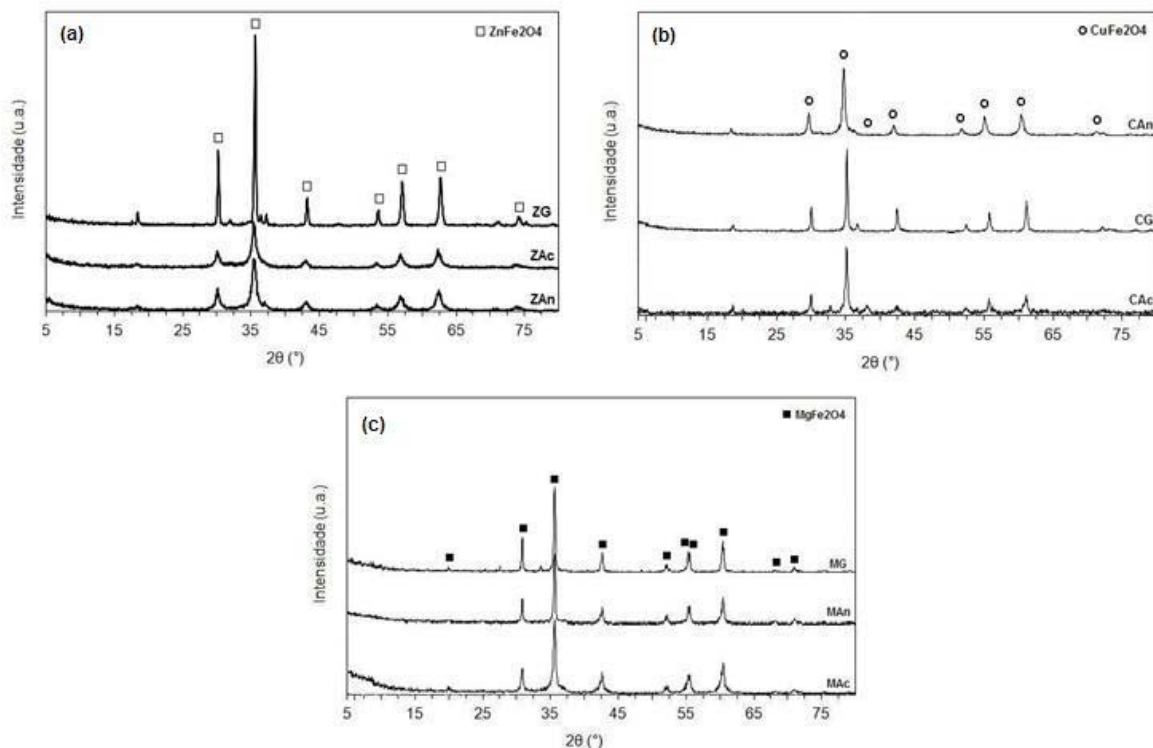 (a)
□ ZnFe2O4
Intensidade (u.a.)
ZG
ZAc
ZAn
5 15 25 35 45 55 65 75
2θ (°)
(b)
CuFe2O4
Intensidade (u.a.)
CAn
CG
CAc
5 15 25 35 45 55 65 75
2θ (°)
(c)
■ MgFe2O4
Intensidade (u.a.)
MG
MAn
MAc
5 15 25 35 45 55 65 75
2θ (°)